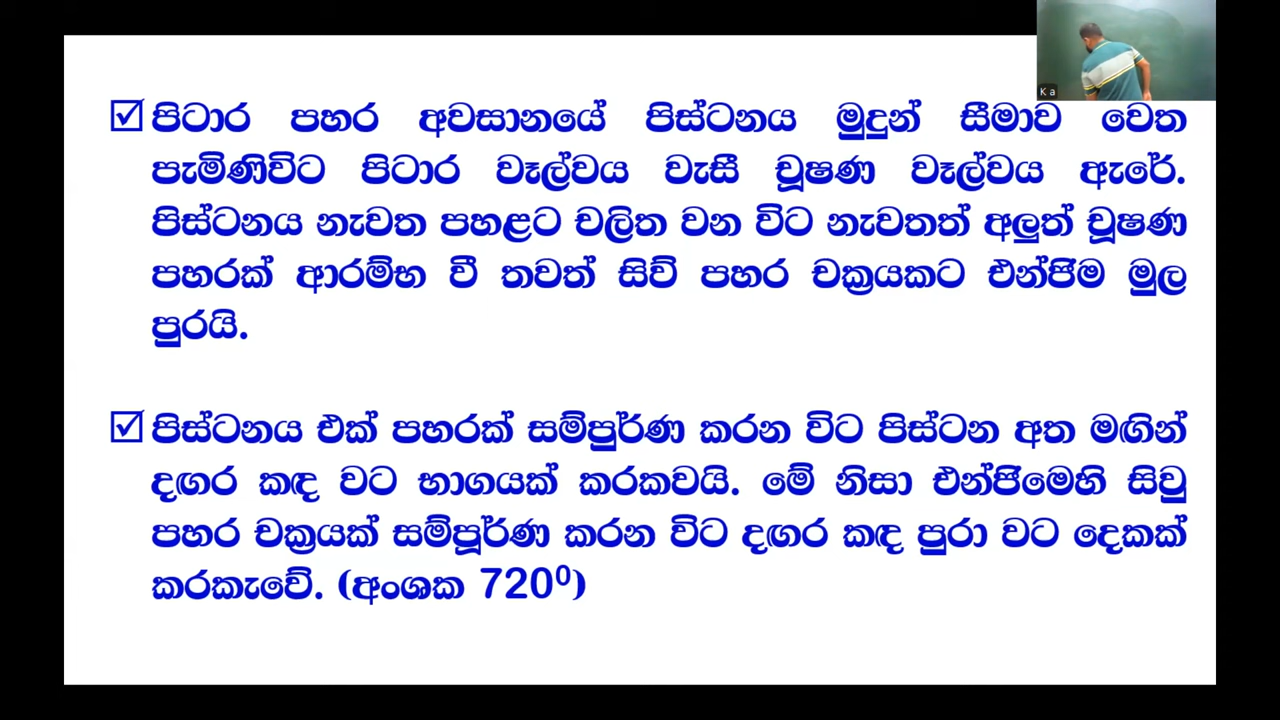 K a
☑ පිටාර පහර අවසානයේ පිස්ටනය මුදුන් සීමාව වෙත
පැමිණිවිට පිටාර වෑල්වය වැසී චූෂණ වෑල්වය ඇරේ.
පිස්ටනය නැවත පහළට චලිත වන විට නැවතත් අලුත් චූෂණ
පහරක් ආරම්භ වී තවත් සිව් පහර චක්‍රයකට එන්ජිම මුල
පුරයි.
☑ පිස්ටනය එක් පහරක් සම්පුර්ණ කරන විට පිස්ටන අත මඟින්
දඟර කඳ වට භාගයක් කරකවයි. මේ නිසා එන්ජිමෙහි සිවු
පහර චක්‍රයක් සම්පූර්ණ කරන විට දඟර කඳ පුරා වට දෙකක්
කරකැවේ. (අංශක 720⁰)